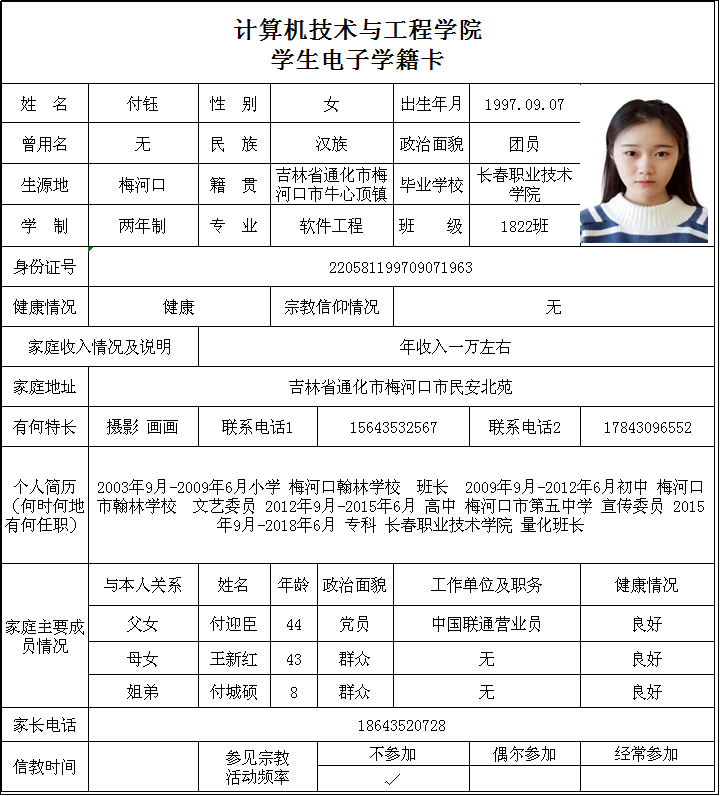 计算机技术与工程学院
学生电子学籍卡
姓 名 付钰 性 别 女 出生年月 1997.09.07
曾用名 无 民 族 汉族 政治面貌 团员
生源地 梅河口 籍 贯 吉林省通化市梅河口市牛心顶镇 毕业学校 长春职业技术学院
学 制 两年制 专 业 软件工程 班 级 1822班
身份证号 220581199709071963
健康情况 健康 宗教信仰情况 无
家庭收入情况及说明 年收入一万左右
家庭地址 吉林省通化市梅河口市民安北苑
有何特长 摄影 画画 联系电话1 15643532567 联系电话2 17843096552
个人简历
（何时何地
有何任职）
2003年9月-2009年6月小学 梅河口翰林学校 班长 2009年9月-2012年6月初中 梅河口
市翰林学校 文艺委员 2012年9月-2015年6月 高中 梅河口市第五中学 宣传委员 2015
年9月-2018年6月 专科 长春职业技术学院 量化班长
家庭主要成
员情况
与本人关系 姓名 年龄 政治面貌 工作单位及职务 健康情况
父女 付迎臣 44 党员 中国联通营业员 良好
母女 王新红 43 群众 无 良好
姐弟 付城硕 8 群众 无 良好
家长电话 18643520728
信教时间 参见宗教
活动频率
不参加 偶尔参加 经常参加
✓